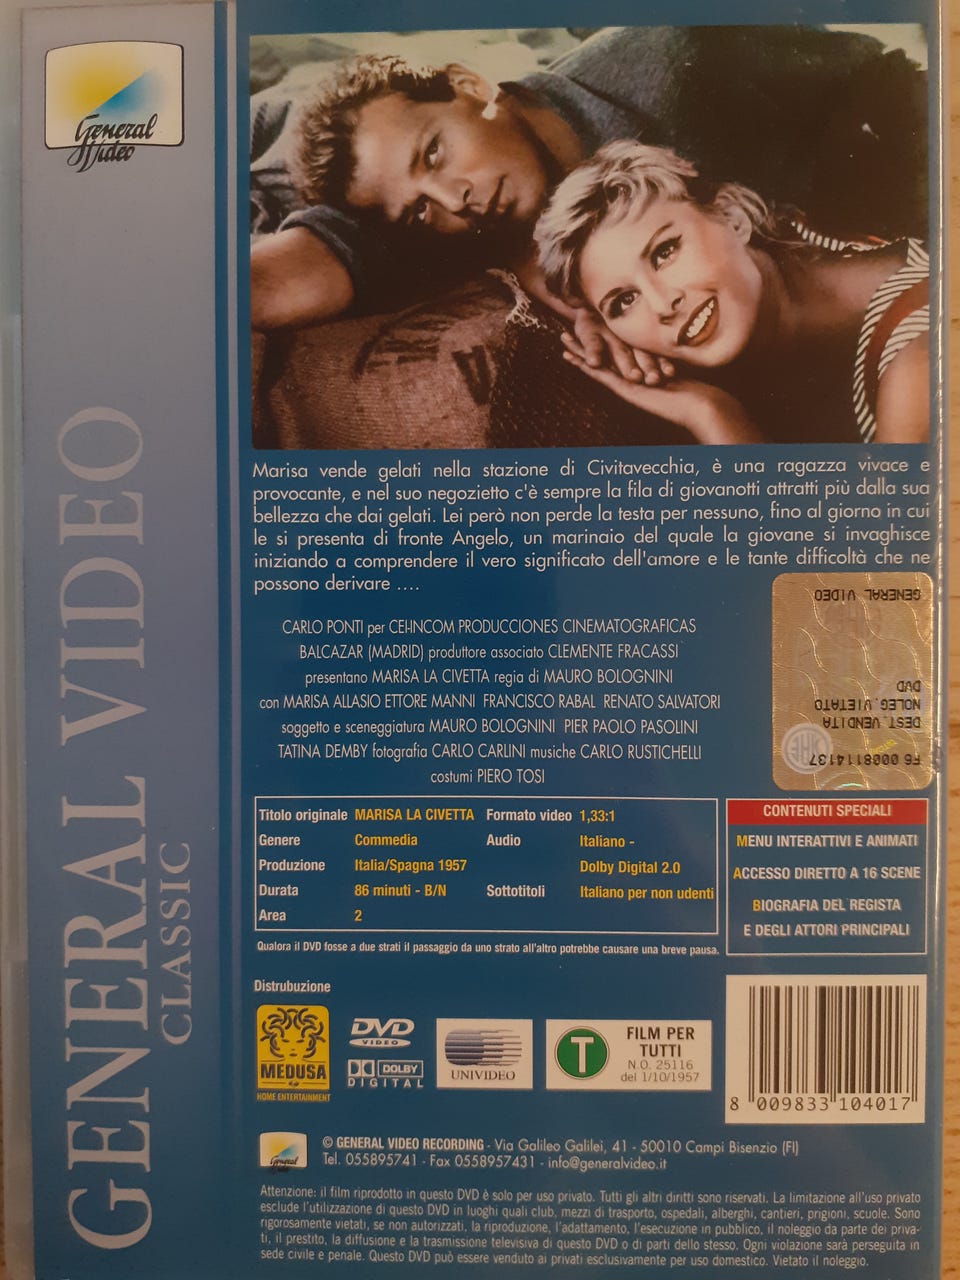 General
Video
GENERAL VIDEO
CLASSIC
Marisa vende gelati nella stazione di Civitavecchia, è una ragazza vivace e
provocante, e nel suo negozietto c'è sempre la fila di giovanotti attratti più dalla sua
bellezza che dai gelati. Lei però non perde la testa per nessuno, fino al giorno in cui
le si presenta di fronte Angelo, un marinaio del quale la giovane si invaghisce
iniziando a comprendere il vero significato dell'amore e le tante difficoltà che ne
possono derivare ....
GENERAL VIDEO
DVD
NOLEG.VIETATO
DEST.VENDITA
F6 0008114137
CARLO PONTI per CEI-INCOM PRODUCCIONES CINEMATOGRAFICAS
BALCAZAR (MADRID) produttore associato CLEMENTE FRACASSI
presentano MARISA LA CIVETTA regia di MAURO BOLOGNINI
con MARISA ALLASIO ETTORE MANNI FRANCISCO RABAL RENATO SALVATORI
soggetto e sceneggiatura MAURO BOLOGNINI PIER PAOLO PASOLINI
TATINA DEMBY fotografia CARLO CARLINI musiche CARLO RUSTICHELLI
costumi PIERO TOSI
Titolo originale MARISA LA CIVETTA Formato video 1,33:1
Genere Commedia Audio Italiano -
Produzione Italia/Spagna 1957 Dolby Digital 2.0
Durata 86 minuti - B/N Sottotitoli Italiano per non udenti
Area 2
CONTENUTI SPECIALI
MENU INTERATTIVI E ANIMATI
ACCESSO DIRETTO A 16 SCENE
BIOGRAFIA DEL REGISTA
E DEGLI ATTORI PRINCIPALI
Qualora il DVD fosse a due strati il passaggio da uno strato all'altro potrebbe causare una breve pausa.
Distrubuzione
MEDUSA
HOME ENTERTAINMENT
DVD
VIDEO
DOLBY
DIGITAL
UNIVIDEO
T
FILM PER
TUTTI
N.O. 25116
del 1/10/1957
8 009833 104017
General
Video
© GENERAL VIDEO RECORDING - Via Galileo Galilei, 41 - 50010 Campi Bisenzio (FI)
Tel. 055895741 - Fax 0558957431 - info@generalvideo.it
Attenzione: il film riprodotto in questo DVD è solo per uso privato. Tutti gli altri diritti sono riservati. La limitazione all'uso privato
esclude l'utilizzazione di questo DVD in luoghi quali club, mezzi di trasporto, ospedali, alberghi, cantieri, prigioni, scuole. Sono
rigorosamente vietati, se non autorizzati, la riproduzione, l'adattamento, l'esecuzione in pubblico, il noleggio da parte dei priva-
ti, il prestito, la diffusione e la trasmissione televisiva di questo DVD o di parti dello stesso. Ogni violazione sarà perseguita in
sede civile e penale. Questo DVD può essere venduto ai privati esclusivamente per uso domestico. Vietato il noleggio.